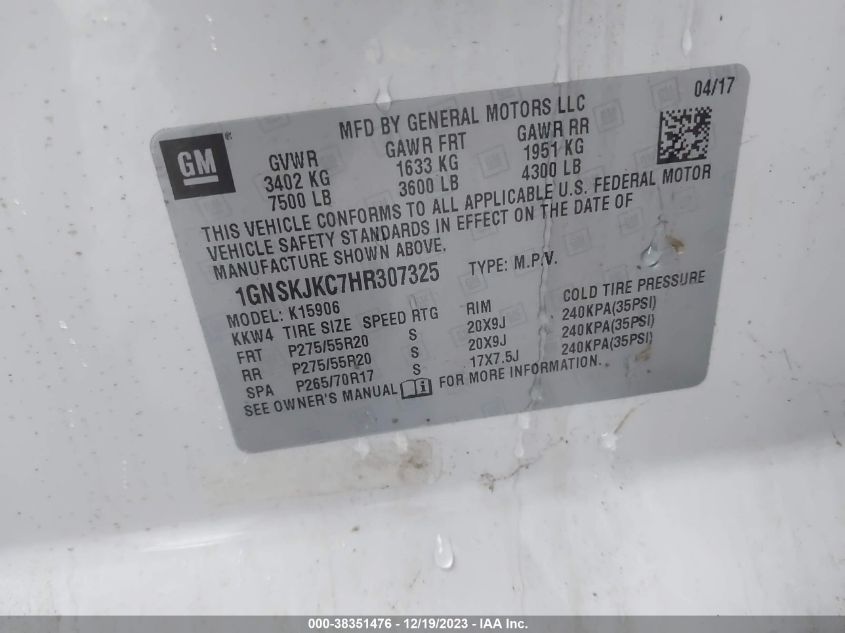 04/17
MFD BY GENERAL MOTORS LLC
GM®
GVWR GAWR FRT GAWR RR
3402 KG 1633 KG 1951 KG
7500 LB 3600 LB 4300 LB
THIS VEHICLE CONFORMS TO ALL APPLICABLE U.S. FEDERAL MOTOR
VEHICLE SAFETY STANDARDS IN EFFECT ON THE DATE OF
MANUFACTURE SHOWN ABOVE.
1GNSKJKC7HR307325 TYPE: M.P.V.
MODEL: K15906
KKW4 TIRE SIZE SPEED RTG RIM COLD TIRE PRESSURE
FRT P275/55R20 S 20X9J 240KPA(35PSI)
RR P275/55R20 S 20X9J 240KPA(35PSI)
SPA P265/70R17 S 17X7.5J 240KPA(35PSI)
SEE OWNER'S MANUAL FOR MORE INFORMATION.
000-38351476 - 12/19/2023 - IAA Inc.